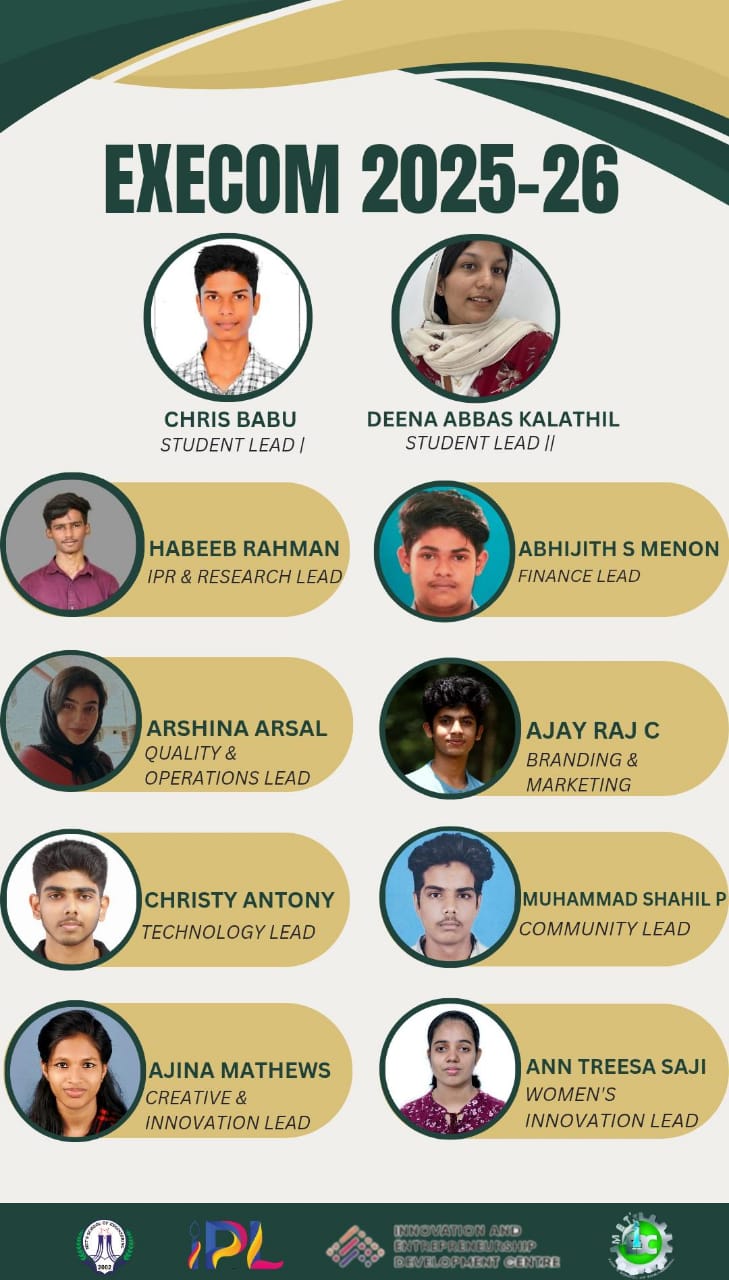 EXECOM 2025-26
CHRIS BABU
STUDENT LEAD |
DEENA ABBAS KALATHIL
STUDENT LEAD ||
HABEEB RAHMAN
IPR & RESEARCH LEAD
ABHIJITH S MENON
FINANCE LEAD
ARSHINA ARSAL
QUALITY &
OPERATIONS LEAD
AJAY RAJ C
BRANDING &
MARKETING
CHRISTY ANTONY
TECHNOLOGY LEAD
MUHAMMAD SHAHIL P
COMMUNITY LEAD
AJINA MATHEWS
CREATIVE &
INNOVATION LEAD
ANN TREESA SAJI
WOMEN'S
INNOVATION LEAD
2002
iPL
INNOVATION AND
ENTREPRENEURSHIP
DEVELOPMENT CENTRE